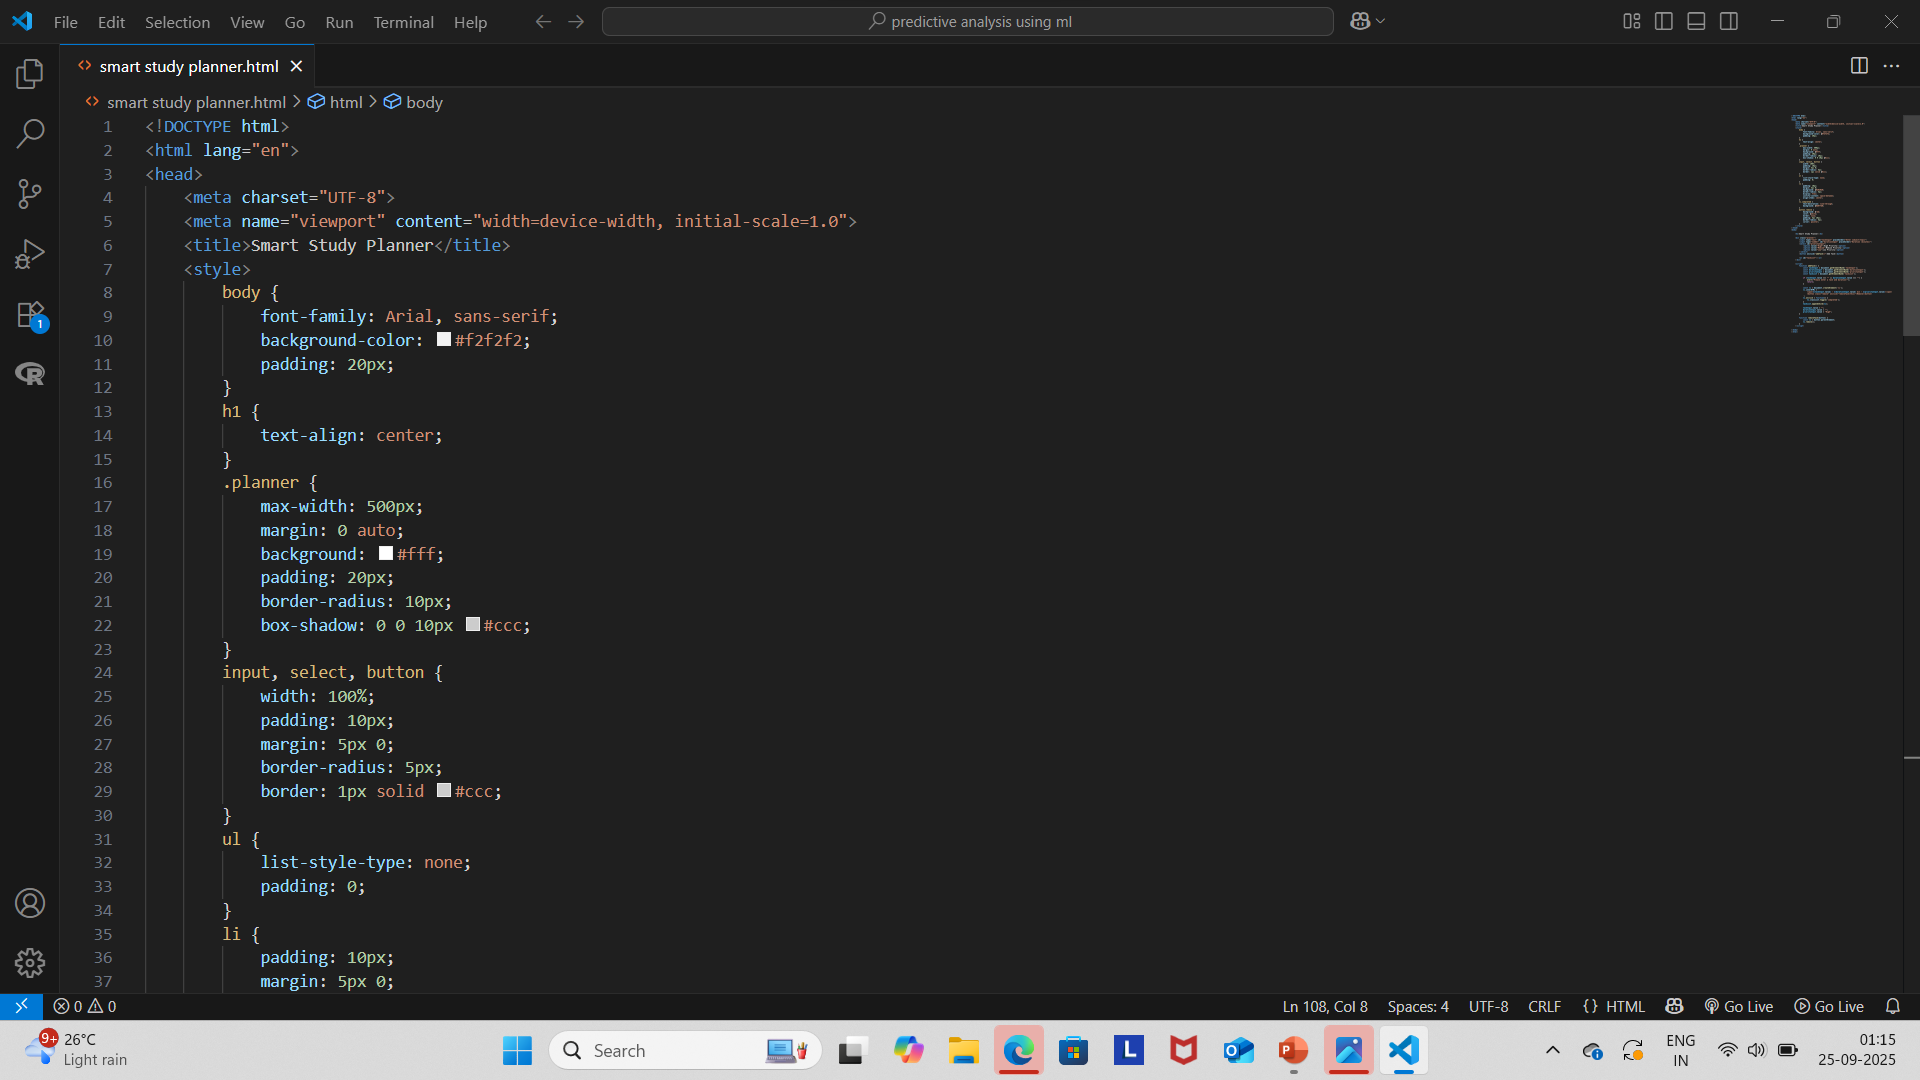 File Edit Selection View Go Run Terminal Help
predictive analysis using ml
smart study planner.html
smart study planner.html > html > body
1 <!DOCTYPE html>
2 <html lang="en">
3 <head>
4 <meta charset="UTF-8">
5 <meta name="viewport" content="width=device-width, initial-scale=1.0">
6 <title>Smart Study Planner</title>
7 <style>
8 body {
9 font-family: Arial, sans-serif;
10 background-color: #f2f2f2;
11 padding: 20px;
12 }
13 h1 {
14 text-align: center;
15 }
16 .planner {
17 max-width: 500px;
18 margin: 0 auto;
19 background: #fff;
20 padding: 20px;
21 border-radius: 10px;
22 box-shadow: 0 0 10px #ccc;
23 }
24 input, select, button {
25 width: 100%;
26 padding: 10px;
27 margin: 5px 0;
28 border-radius: 5px;
29 border: 1px solid #ccc;
30 }
31 ul {
32 list-style-type: none;
33 padding: 0;
34 }
35 li {
36 padding: 10px;
37 margin: 5px 0;
1
R
0 0 Ln 108, Col 8 Spaces: 4 UTF-8 CRLF {} HTML Go Live Go Live
9+ 26°C
Light rain
Search
L
P
ENG
IN
01:15
25-09-2025